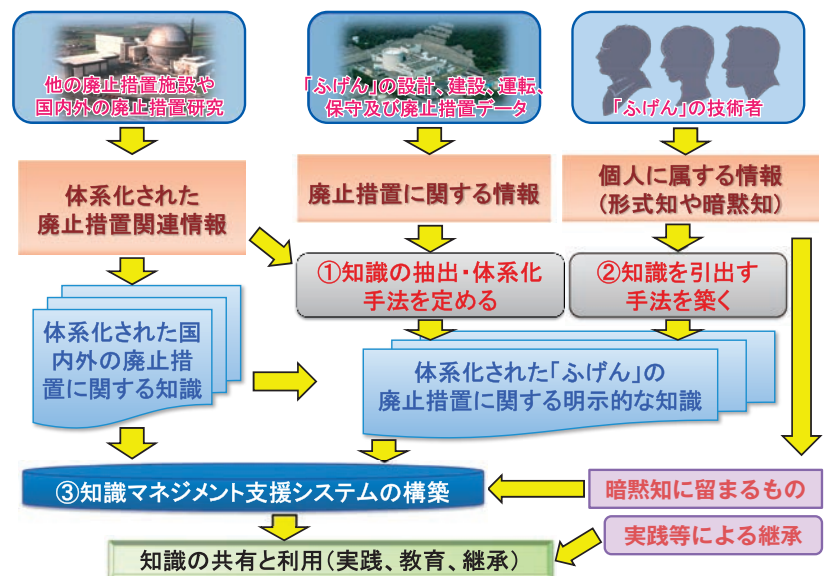 他の廃止措置施設や
国内外の廃止措置研究
「ふげん」の設計、建設、運転、
保守及び廃止措置データ
「ふげん」の技術者
体系化された
廃止措置関連情報
廃止措置に関する情報
個人に属する情報
(形式知や暗黙知)
①知識の抽出・体系化
手法を定める
②知識を引出す
手法を築く
体系化された国
内外の廃止措
置に関する知識
体系化された「ふげん」の
廃止措置に関する明示的な知識
③知識マネジメント支援システムの構築
暗黙知に留まるもの
実践等による継承
知識の共有と利用(実践、教育、継承)